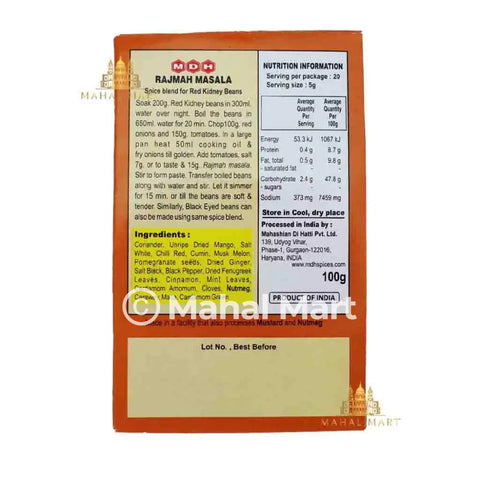 MDH
RAJMAH MASALA
Spice blend for Red Kidney Beans
Soak 200g. Red Kidney beans in 300ml.
water over night. Boil the beans in
650ml. water for 20 min. Chop100g, red
onions and 150g. tomatoes. In a large
pan heat 50ml cooking oil &
fry onions till golden. Add tomatoes, salt
7g. or to taste & 15g. Rajmah masala.
Stir to form paste. Transfer boiled beans
along with water and stir. Let it simmer
for 15 min. or till the beans are soft &
tender. Similarly, Black Eyed beans can
also be made using same spice blend.
Ingredients :
Coriander, Unripe Dried Mango, Salt
White, Chilli Red, Cumin, Musk Melon,
Pomegranate seeds, Dried Ginger,
Salt Black, Black Pepper, Dried Fenugreek
Leaves, Cinnamon, Mint Leaves,
Cardamom Amomum, Cloves, Nutmeg,
Caraway, Mace, Cardamom Green.
NUTRITION INFORMATION
Serving per package : 20
Serving size : 5g
Average Quantity Per Serving
Average Quantity Per 100g
Energy 53.3 kJ 1067 kJ
Protein 0.4 g 8.7 g
Fat, total 0.5 g 9.8 g
- saturated fat - -
Carbohydrate 2.4 g 47.8 g
- sugars - -
Sodium 373 mg 7459 mg
Store in Cool, dry place
Processed in India by :
Mahashian Di Hatti Pvt. Ltd.
139, Udyog Vihar,
Phase-1, Gurgaon-122016,
Haryana, INDIA
www.mdhspices.com
100g
PRODUCT OF INDIA
© Mahal Mart
in a facility that also processes Mustard and Nutmeg
Lot No. , Best Before
MAHAL MART
MAHAL MART